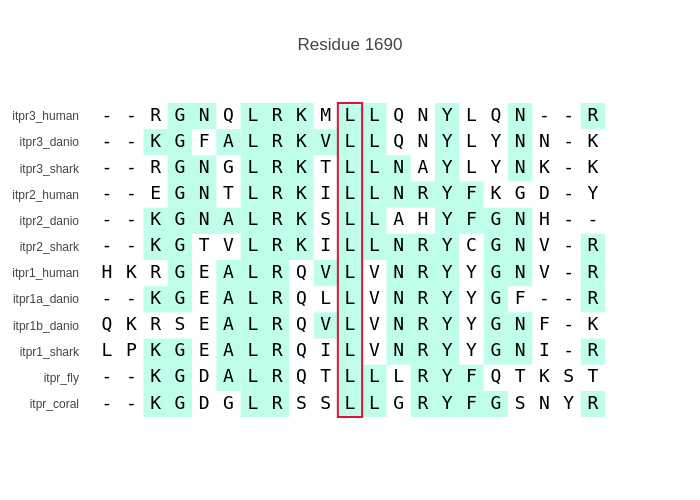 Residue 1690
itpr3_human - - R G N Q L R K M L L Q N Y L Q N - - R
itpr3_danio - - K G F A L R K V L L Q N Y L Y N N - K
itpr3_shark - - R G N G L R K T L L N A Y L Y N K - K
itpr2_human - - E G N T L R K I L L N R Y F K G D - Y
itpr2_danio - - K G N A L R K S L L A H Y F G N H - -
itpr2_shark - - K G T V L R K I L L N R Y C G N V - R
itpr1_human H K R G E A L R Q V L V N R Y Y G N V - R
itpr1a_danio - - K G E A L R Q L L V N R Y Y G F - - R
itpr1b_danio Q K R S E A L R Q V L V N R Y Y G N F - K
itpr1_shark L P K G E A L R Q I L V N R Y Y G N I - R
itpr_fly - - K G D A L R Q T L L L R Y F Q T K S T
itpr_coral - - K G D G L R S S L L G R Y F G S N Y R